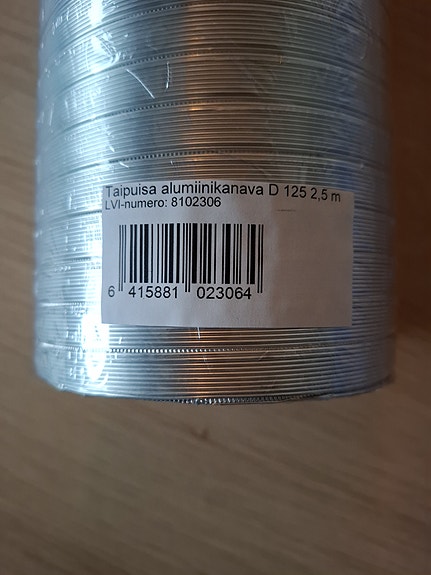 Taipuisa alumiinikanava D 125 2,5 m
LVI-numero: 8102306
6 415881 023064